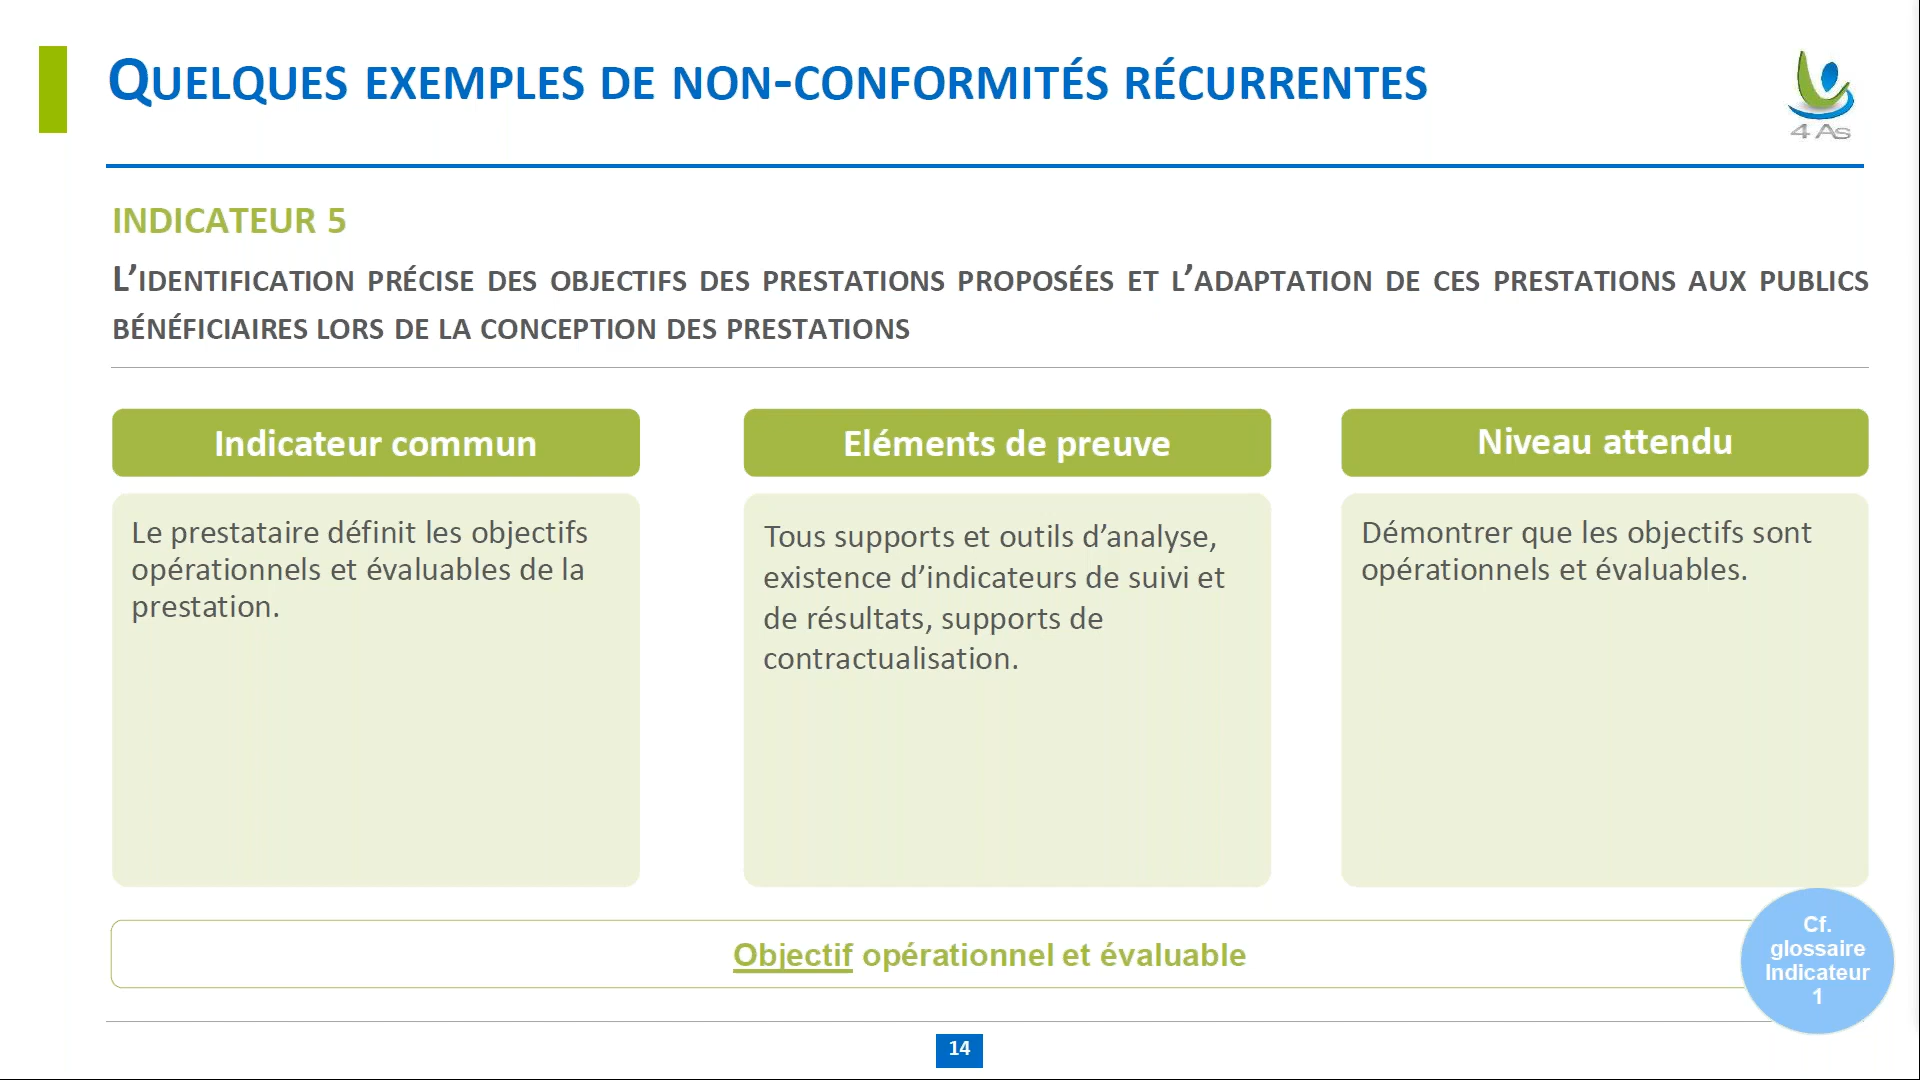 QUELQUES EXEMPLES DE NON-CONFORMITÉS RÉCURRENTES
4 As
INDICATEUR 5
L’IDENTIFICATION PRÉCISE DES OBJECTIFS DES PRESTATIONS PROPOSÉES ET L’ADAPTATION DE CES PRESTATIONS AUX PUBLICS
BÉNÉFICIAIRES LORS DE LA CONCEPTION DES PRESTATIONS
Indicateur commun
Le prestataire définit les objectifs
opérationnels et évaluables de la
prestation.
Eléments de preuve
Tous supports et outils d’analyse,
existence d’indicateurs de suivi et
de résultats, supports de
contractualisation.
Niveau attendu
Démontrer que les objectifs sont
opérationnels et évaluables.
Objectif opérationnel et évaluable
Cf.
glossaire
Indicateur
1
14